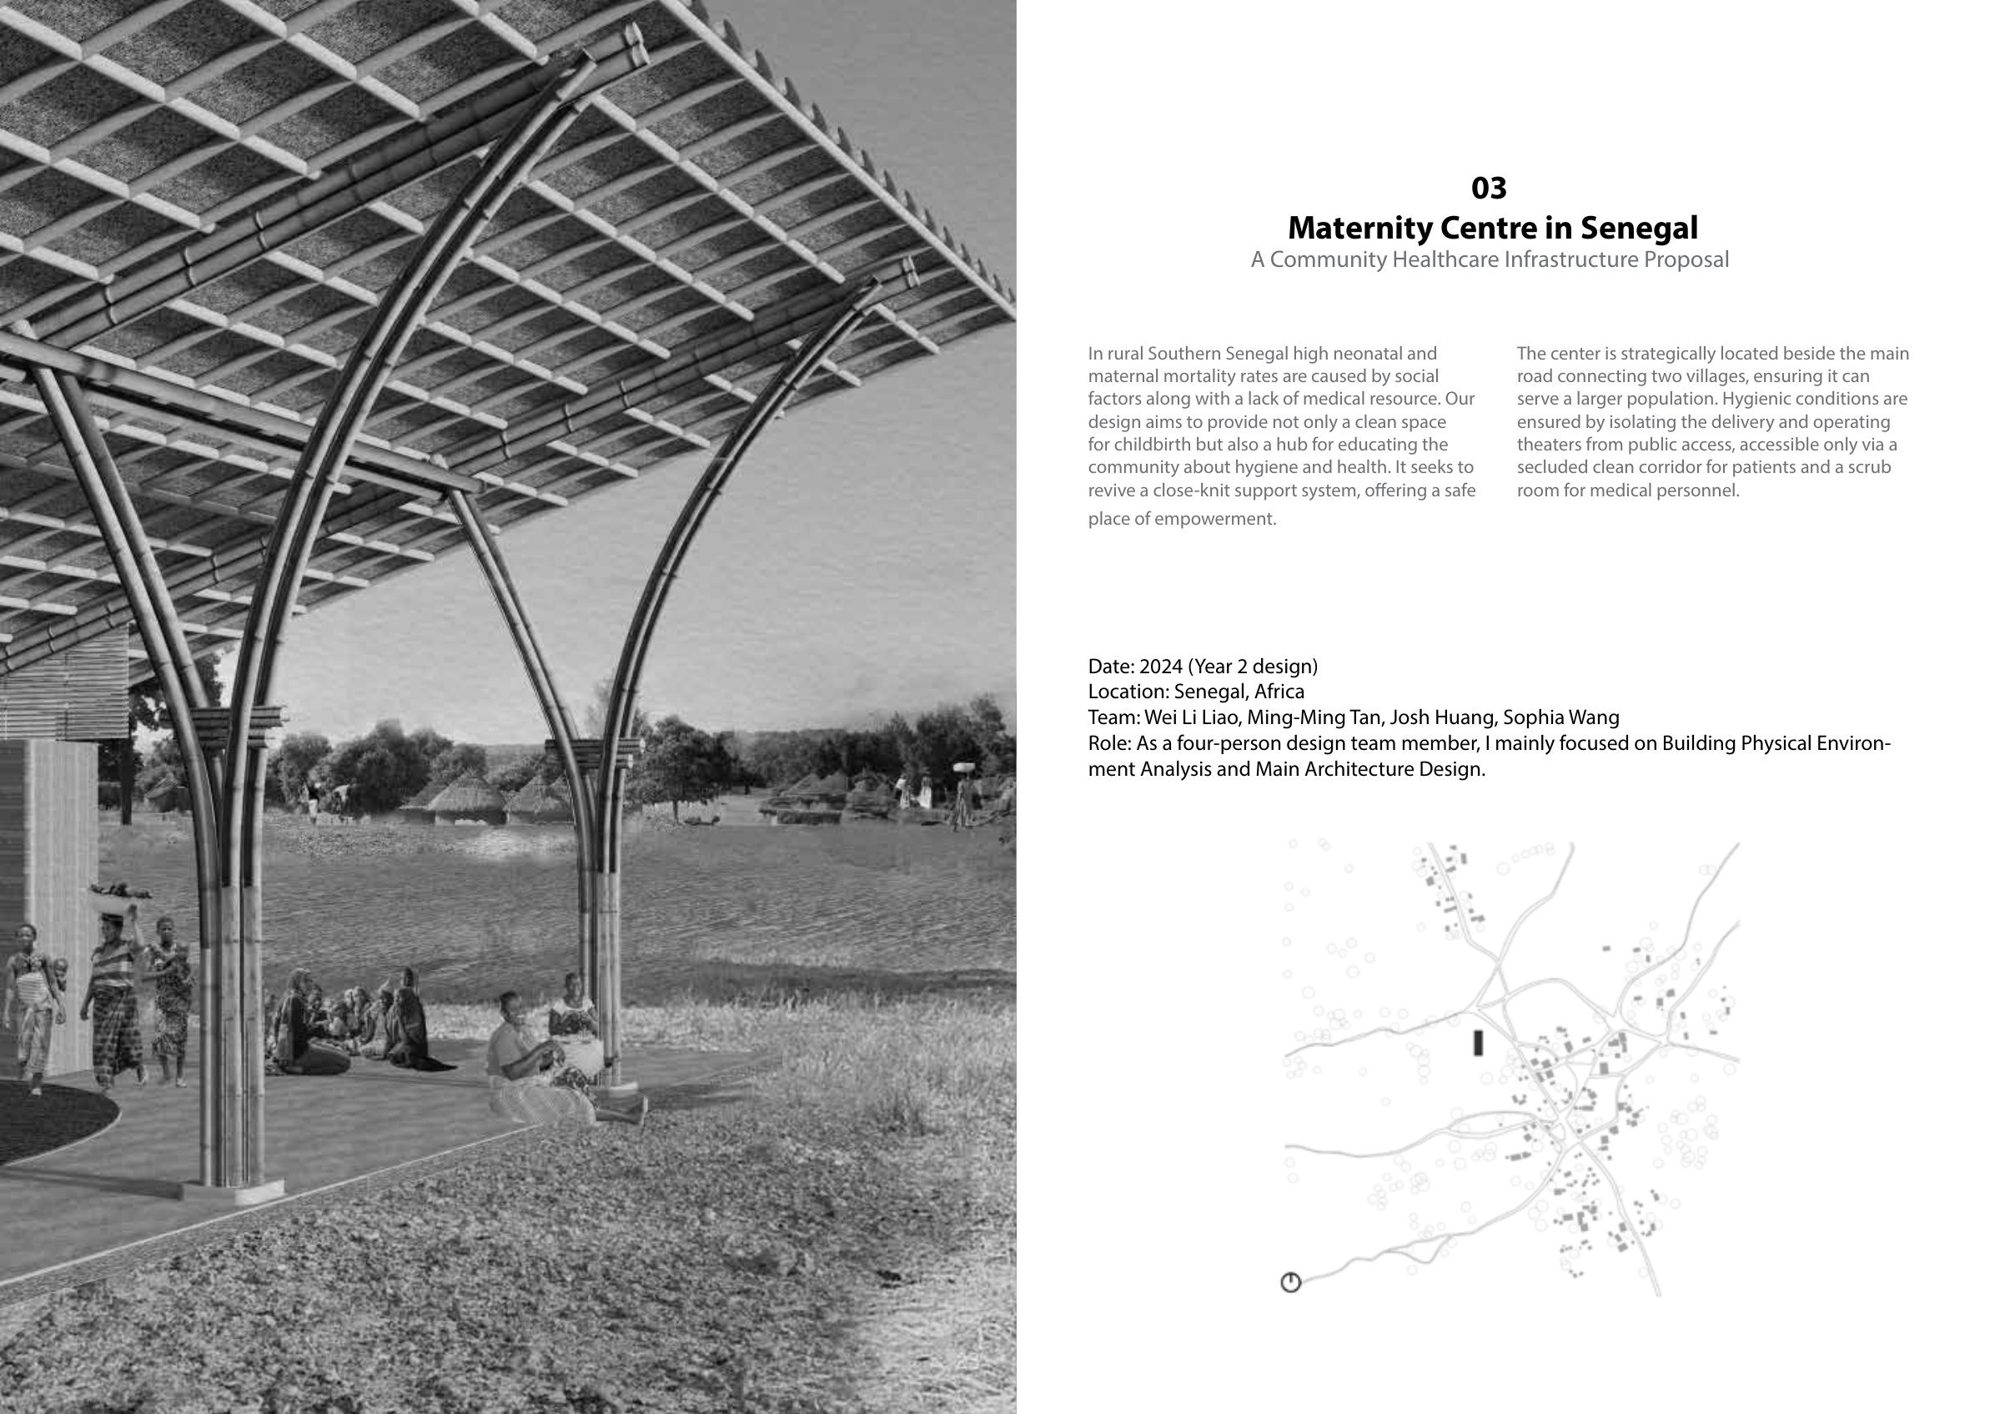 03
Maternity Centre in Senegal
A Community Healthcare Infrastructure Proposal
In rural Southern Senegal high neonatal and
maternal mortality rates are caused by social
factors along with a lack of medical resource. Our
design aims to provide not only a clean space
for childbirth but also a hub for educating the
community about hygiene and health. It seeks to
revive a close-knit support system, offering a safe
place of empowerment.
The center is strategically located beside the main
road connecting two villages, ensuring it can
serve a larger population. Hygienic conditions are
ensured by isolating the delivery and operating
theaters from public access, accessible only via a
secluded clean corridor for patients and a scrub
room for medical personnel.
Date: 2024 (Year 2 design)
Location: Senegal, Africa
Team: Wei Li Liao, Ming-Ming Tan, Josh Huang, Sophia Wang
Role: As a four-person design team member, I mainly focused on Building Physical Environ-
ment Analysis and Main Architecture Design.